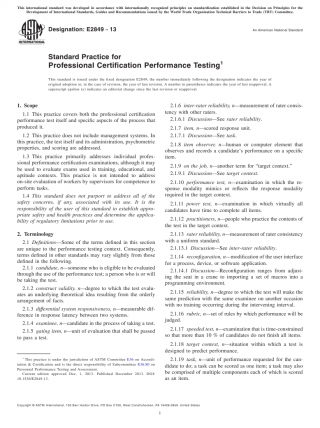 This international standard was developed in accordance with internationally recognized principles on standardization established in the Decision on Principles for the
Development of International Standards, Guides and Recommendations issued by the World Trade Organization Technical Barriers to Trade (TBT) Committee.
Designation: E2849 − 13
An American National Standard
INTERNATIONAL
Standard Practice for
Professional Certification Performance Testing1
This standard is issued under the fixed designation E2849; the number immediately following the designation indicates the year of
original adoption or, in the case of revision, the year of last revision. A number in parentheses indicates the year of last reapproval. A
superscript epsilon (ε) indicates an editorial change since the last revision or reapproval.
1. Scope
1.1 This practice covers both the professional certification
performance test itself and specific aspects of the process that
produced it.
1.2 This practice does not include management systems. In
this practice, the test itself and its administration, psychometric
properties, and scoring are addressed.
1.3 This practice primarily addresses individual profes-
sional performance certification examinations, although it may
be used to evaluate exams used in training, educational, and
aptitude contexts. This practice is not intended to address
on-site evaluation of workers by supervisors for competence to
perform tasks.
1.4 This standard does not purport to address all of the
safety concerns, if any, associated with its use. It is the
responsibility of the user of this standard to establish appro-
priate safety and health practices and determine the applica-
bility of regulatory limitations prior to use.
2. Terminology
2.1 Definitions—Some of the terms defined in this section
are unique to the performance testing context. Consequently,
terms defined in other standards may vary slightly from those
defined in the following.
2.1.1 candidate, n—someone who is eligible to be evaluated
through the use of the performance test; a person who is or will
be taking the test.
2.1.2 construct validity, n—degree to which the test evalu-
ates an underlying theoretical idea resulting from the orderly
arrangement of facts.
2.1.3 differential system responsiveness, n—measurable dif-
ference in response latency between two systems.
2.1.4 examinee, n—candidate in the process of taking a test.
2.1.5 gating item, n—unit of evaluation that shall be passed
to pass a test.
1 This practice is under the jurisdiction of ASTM Committee E36 on Accredi-
tation & Certification and is the direct responsibility of Subcommittee E36.30 on
Personnel Performance Testing and Assessment.
Current edition approved Dec. 1, 2013. Published December 2013. DOI:
10.1520/E2849-13.
2.1.6 inter-rater reliability, n—measurement of rater consis-
tency with other raters.
2.1.6.1 Discussion—See rater reliability.
2.1.7 item, n—scored response unit.
2.1.7.1 Discussion—See task.
2.1.8 item observer, n—human or computer element that
observes and records a candidate's performance on a specific
item.
2.1.9 on the job, n—another term for "target context."
2.1.9.1 Discussion—See target context.
2.1.10 performance test, n—examination in which the re-
sponse modality mimics or reflects the response modality
required in the target context.
2.1.11 power test, n—examination in which virtually all
candidates have time to complete all items.
2.1.12 practitioners, n—people who practice the contents of
the test in the target context.
2.1.13 rater reliability, n—measurement of rater consistency
with a uniform standard.
2.1.13.1 Discussion—See inter-rater reliability.
2.1.14 reconfiguration, n—modification of the user interface
for a process, device, or software application.
2.1.14.1 Discussion—Reconfiguration ranges from adjust-
ing the seat in a crane to importing a set of macros into a
programming environment.
2.1.15 reliability, n—degree to which the test will make the
same prediction with the same examinee on another occasion
with no training occurring during the intervening interval.
2.1.16 rubric, n—set of rules by which performance will be
judged.
2.1.17 speeded test, n—examination that is time-constrained
so that more than 10 % of candidates do not finish all items.
2.1.18 target context, n—situation within which a test is
designed to predict performance.
2.1.19 task, n—unit of performance requested for the can-
didate to do; a task can be scored as one item; a task may also
be comprised of multiple components each of which is scored
as an item.
Copyright © ASTM International, 100 Barr Harbor Drive, PO Box C700, West Conshohocken, PA 19428-2959. United States
1